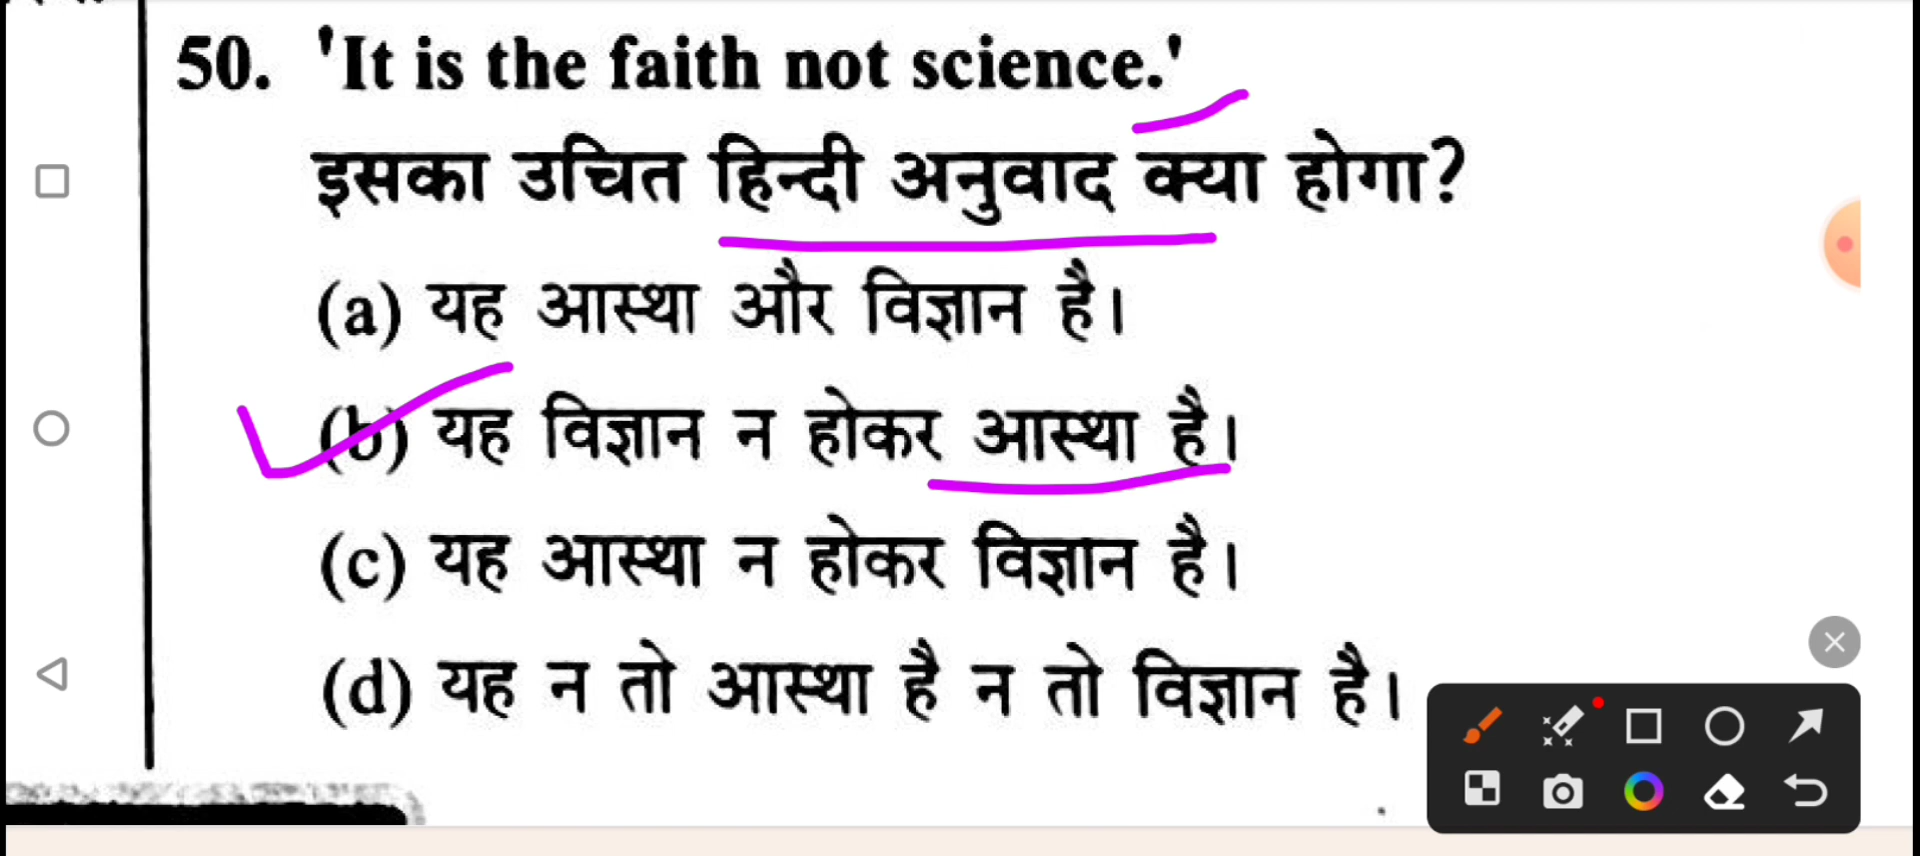 50. 'It is the faith not science.'
इसका उचित हिन्दी अनुवाद क्या होगा?
(a) यह आस्था और विज्ञान है।
(b) यह विज्ञान न होकर आस्था है।
(c) यह आस्था न होकर विज्ञान है।
(d) यह न तो आस्था है न तो विज्ञान है।